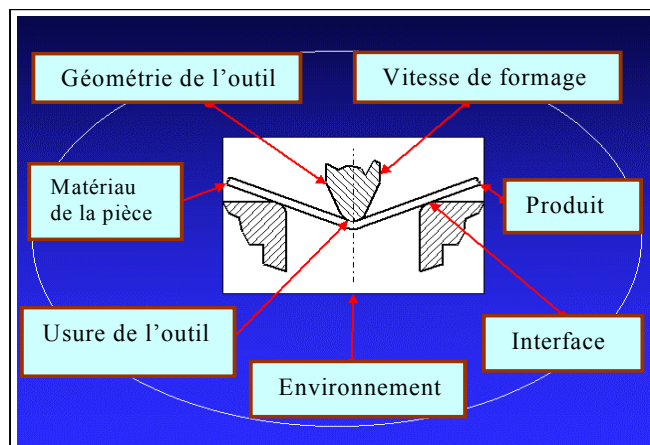 Géométrie de l’outil
Vitesse de formage
Matériau
de la pièce
Produit
Usure de l’outil
Interface
Environnement